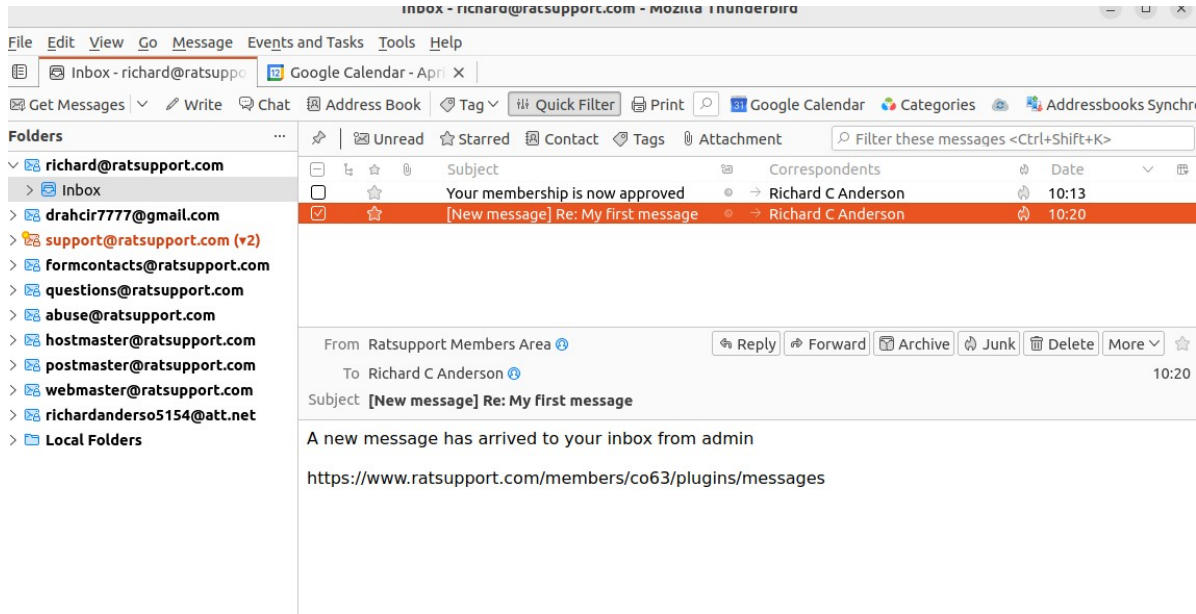 Inbox - richard@ratsupport.com - Mozilla Thunderbird
File Edit View Go Message Events and Tasks Tools Help
Inbox - richard@ratsuppo
12 Google Calendar - Apri
Get Messages Write Chat Address Book Tag Quick Filter Print 31 Google Calendar Categories Addressbooks Synchr
Folders
Unread Starred Contact Tags Attachment Filter these messages <Ctrl+Shift+K>
richard@ratsupport.com
Inbox
drahcir7777@gmail.com
support@ratsupport.com (▾2)
formcontacts@ratsupport.com
questions@ratsupport.com
abuse@ratsupport.com
hostmaster@ratsupport.com
postmaster@ratsupport.com
webmaster@ratsupport.com
richardanderso5154@att.net
Local Folders
Subject Correspondents Date
Your membership is now approved Richard C Anderson 10:13
[New message] Re: My first message Richard C Anderson 10:20
From Ratsupport Members Area
Reply Forward Archive Junk Delete More
To Richard C Anderson 10:20
Subject [New message] Re: My first message
A new message has arrived to your inbox from admin
https://www.ratsupport.com/members/co63/plugins/messages